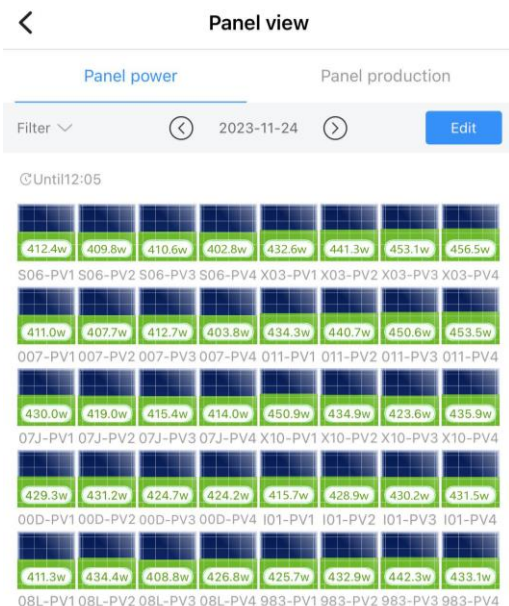 Panel view
Panel power Panel production
Filter 2023-11-24 Edit
Until12:05
412.4w 409.8w 410.6w 402.8w 432.6w 441.3w 453.1w 456.5w
S06-PV1 S06-PV2 S06-PV3 S06-PV4 X03-PV1 X03-PV2 X03-PV3 X03-PV4
411.0w 407.7w 412.7w 403.8w 434.3w 440.7w 450.6w 453.5w
007-PV1 007-PV2 007-PV3 007-PV4 011-PV1 011-PV2 011-PV3 011-PV4
430.0w 419.0w 415.4w 414.0w 450.9w 434.9w 423.6w 435.9w
07J-PV1 07J-PV2 07J-PV3 07J-PV4 X10-PV1 X10-PV2 X10-PV3 X10-PV4
429.3w 431.2w 424.7w 424.2w 415.7w 428.9w 430.2w 431.5w
00D-PV1 00D-PV2 00D-PV3 00D-PV4 I01-PV1 I01-PV2 I01-PV3 I01-PV4
411.3w 434.4w 408.8w 426.8w 425.7w 432.9w 442.3w 433.1w
08L-PV1 08L-PV2 08L-PV3 08L-PV4 983-PV1 983-PV2 983-PV3 983-PV4